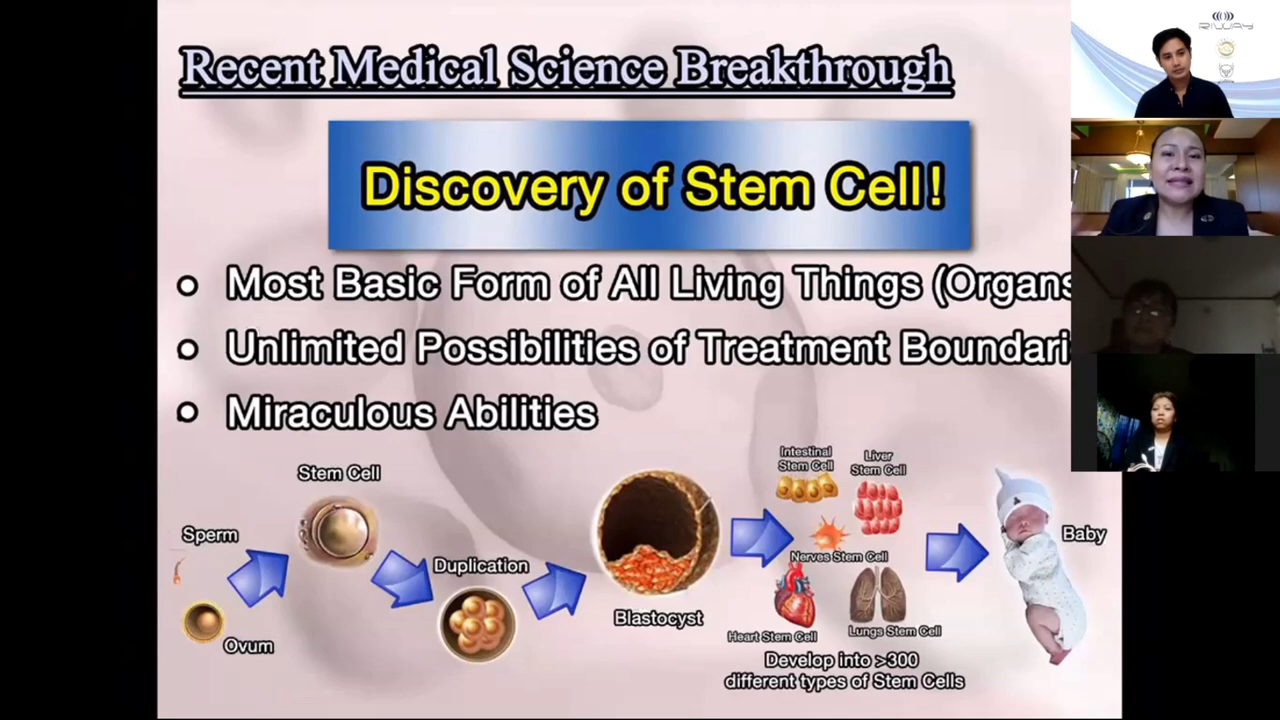 Recent Medical Science Breakthrough
Discovery of Stem Cell!
• Most Basic Form of All Living Things (Organs
• Unlimited Possibilities of Treatment Boundari
• Miraculous Abilities
Sperm
Ovum
Stem Cell
Duplication
Blastocyst
Intestinal
Stem Cell
Liver
Stem Cell
Nerves Stem Cell
Heart Stem Cell
Lungs Stem Cell
Develop into >300
different types of Stem Cells
Baby
RIWAY